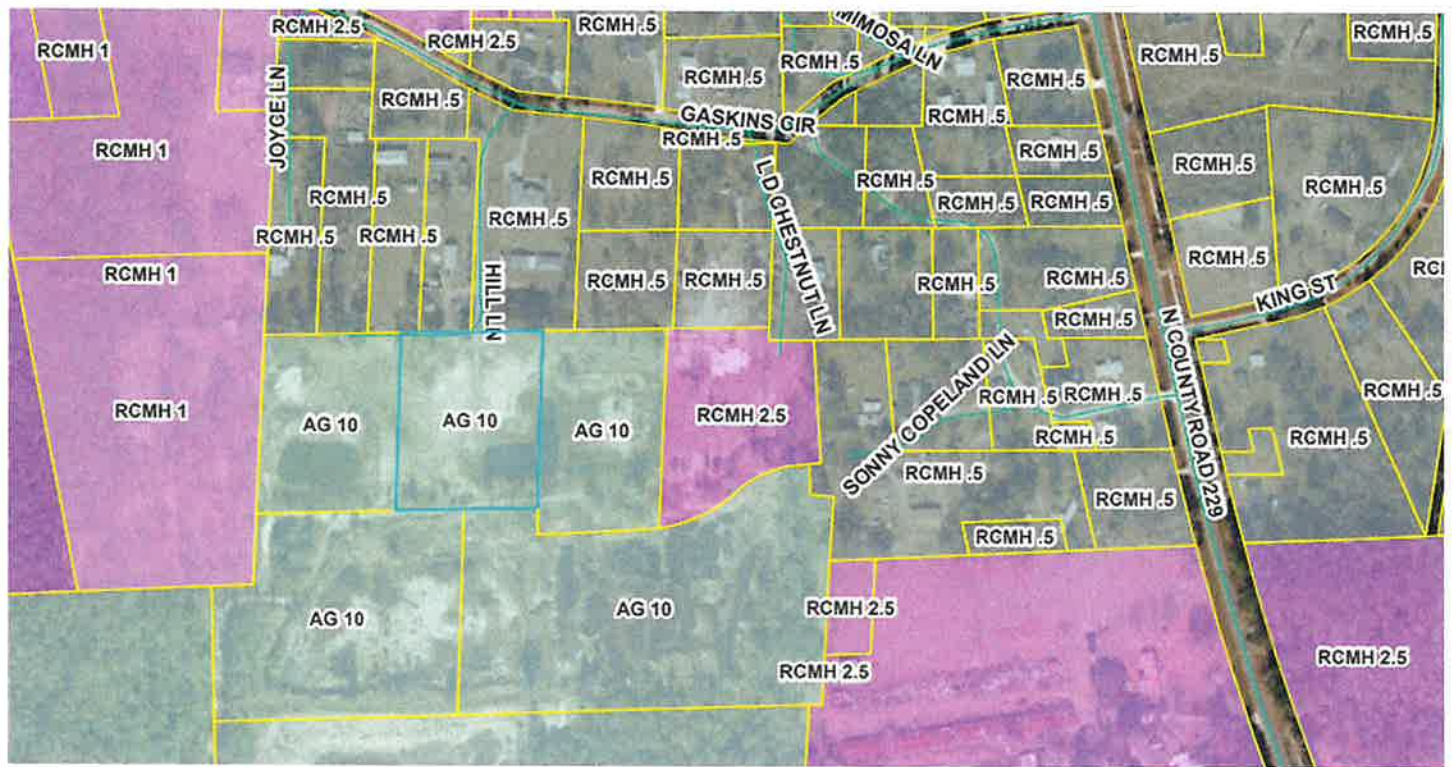 RCMH 1
RCMH 2.5
RCMH 2.5
RCMH .5
MIMOSA LN
RCMH .5
RCMH .5
RCMH .5
RCMH .5
RCMH .5
RCMH .5
RCMH .5
RCMH .5
GASKINS CIR
RCMH .5
JOYCE LN
RCMH 1
RCMH .5
RCMH .5
RCMH .5
RCMH .5
RCMH .5
L D CHESTNUT LN
RCMH .5
RCMH .5
RCMH .5
RCMH .5
RCMH .5
RCMH .5
RCMH .5
RCMH .5
RCMH 1
HILL LN
RCMH .5
RCMH .5
RCMH .5
RCMH .5
KING ST
RCMH .5
N COUNTY ROAD 229
RCMH 1
AG 10
AG 10
AG 10
RCMH 2.5
SONNY COPELAND LN
RCMH .5
RCMH .5
RCMH .5
RCMH .5
RCMH .5
RCMH .5
RCMH .5
RCMH .5
AG 10
AG 10
RCMH 2.5
RCMH 2.5
RCMH 2.5